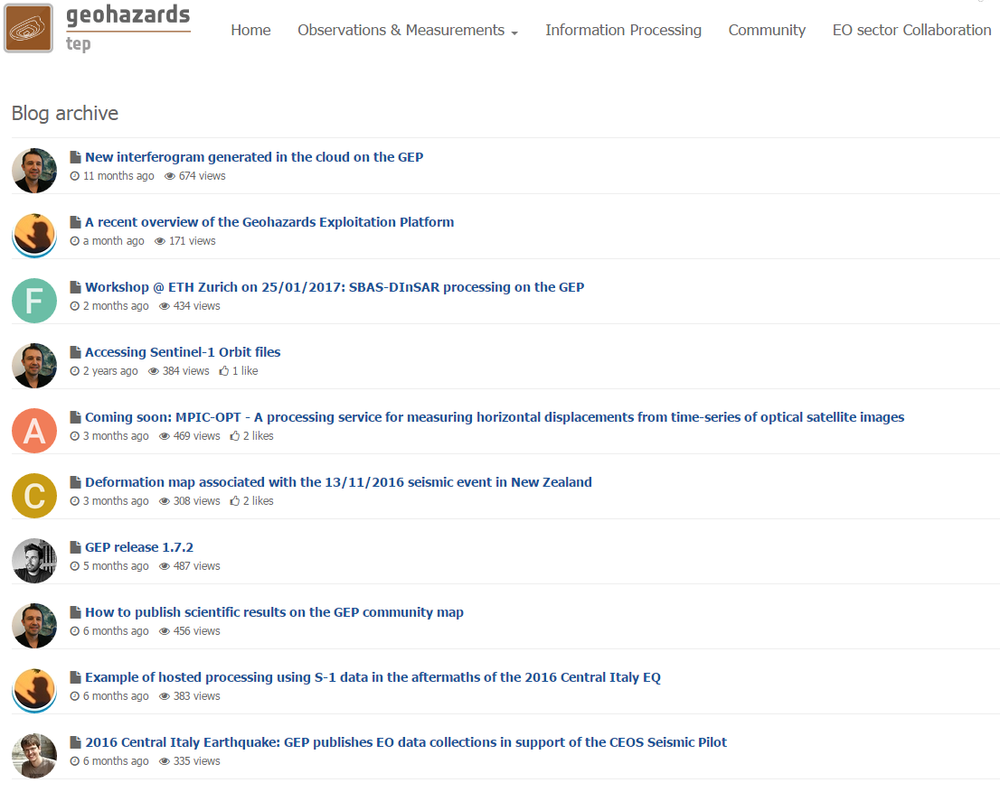 geohazards
tep
Home Observations & Measurements Information Processing Community EO sector Collaboration
Blog archive
New interferogram generated in the cloud on the GEP
11 months ago 674 views
A recent overview of the Geohazards Exploitation Platform
a month ago 171 views
F
Workshop @ ETH Zurich on 25/01/2017: SBAS-DInSAR processing on the GEP
2 months ago 434 views
Accessing Sentinel-1 Orbit files
2 years ago 384 views 1 like
A
Coming soon: MPIC-OPT - A processing service for measuring horizontal displacements from time-series of optical satellite images
3 months ago 469 views 2 likes
C
Deformation map associated with the 13/11/2016 seismic event in New Zealand
3 months ago 308 views 2 likes
GEP release 1.7.2
5 months ago 487 views
How to publish scientific results on the GEP community map
6 months ago 456 views
Example of hosted processing using S-1 data in the aftermaths of the 2016 Central Italy EQ
6 months ago 383 views
2016 Central Italy Earthquake: GEP publishes EO data collections in support of the CEOS Seismic Pilot
6 months ago 335 views